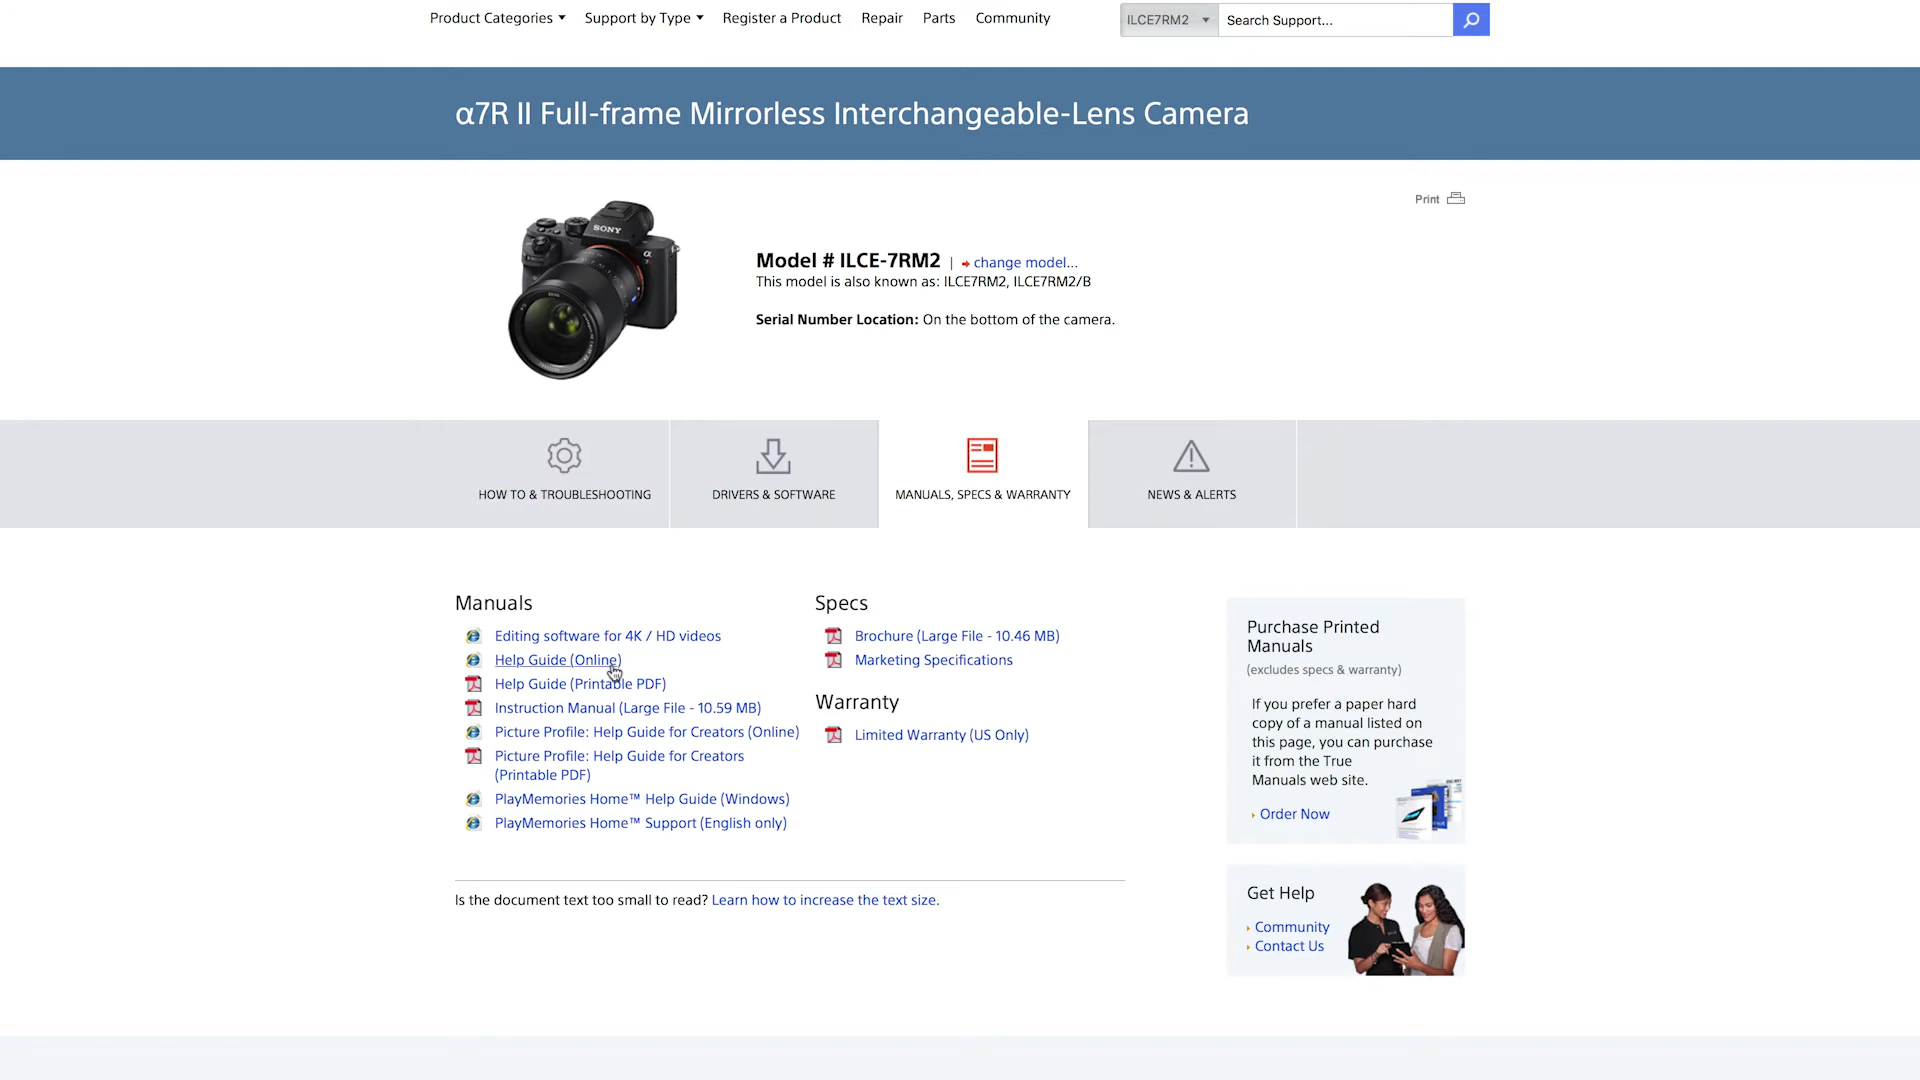 Product Categories Support by Type Register a Product Repair Parts Community ILCE7RM2 Search Support...
α7R II Full-frame Mirrorless Interchangeable-Lens Camera
Print
SONY
Model # ILCE-7RM2 | change model...
This model is also known as: ILCE7RM2, ILCE7RM2/B
Serial Number Location: On the bottom of the camera.
HOW TO & TROUBLESHOOTING
DRIVERS & SOFTWARE
MANUALS, SPECS & WARRANTY
NEWS & ALERTS
Manuals
Editing software for 4K / HD videos
Help Guide (Online)
Help Guide (Printable PDF)
Instruction Manual (Large File - 10.59 MB)
Picture Profile: Help Guide for Creators (Online)
Picture Profile: Help Guide for Creators
(Printable PDF)
PlayMemories Home™ Help Guide (Windows)
PlayMemories Home™ Support (English only)
Specs
Brochure (Large File - 10.46 MB)
Marketing Specifications
Warranty
Limited Warranty (US Only)
Purchase Printed
Manuals
(excludes specs & warranty)
If you prefer a paper hard
copy of a manual listed on
this page, you can purchase
it from the True
Manuals web site.
Order Now
Get Help
Community
Contact Us
Is the document text too small to read? Learn how to increase the text size.